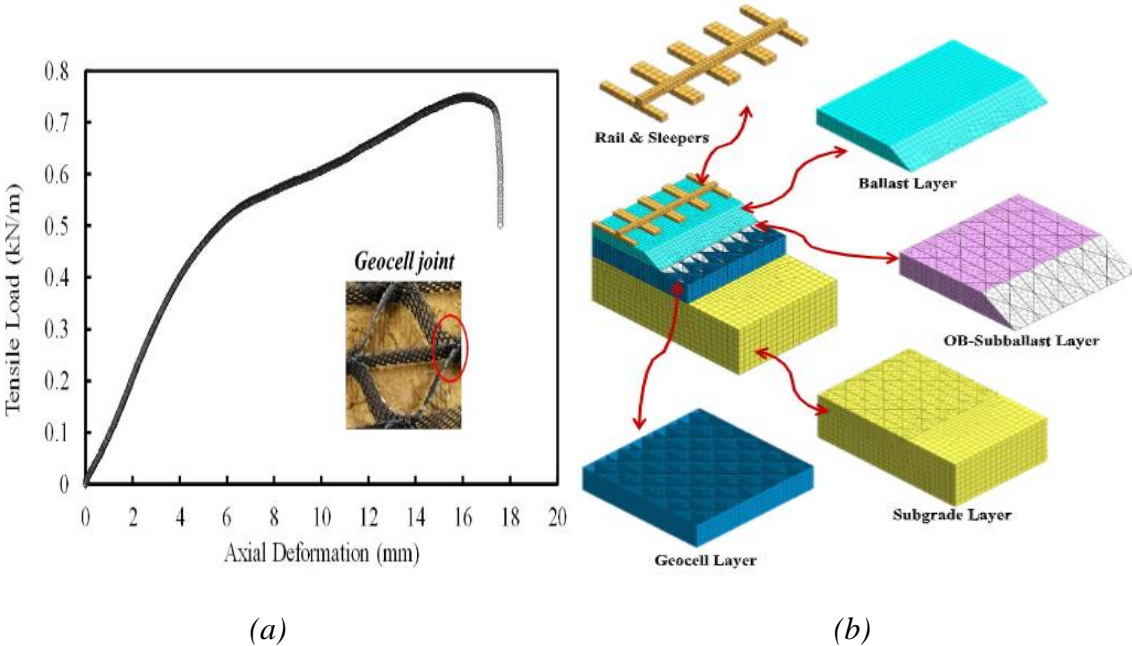 0.8
0.7
0.6
0.5
0.4
0.3
0.2
0.1
0
Tensile Load (kN/m)
Geocell joint
0 2 4 6 8 10 12 14 16 18 20
Axial Deformation (mm)
(a)
Rail & Sleepers
Ballast Layer
OB-Subballast Layer
Subgrade Layer
Geocell Layer
(b)